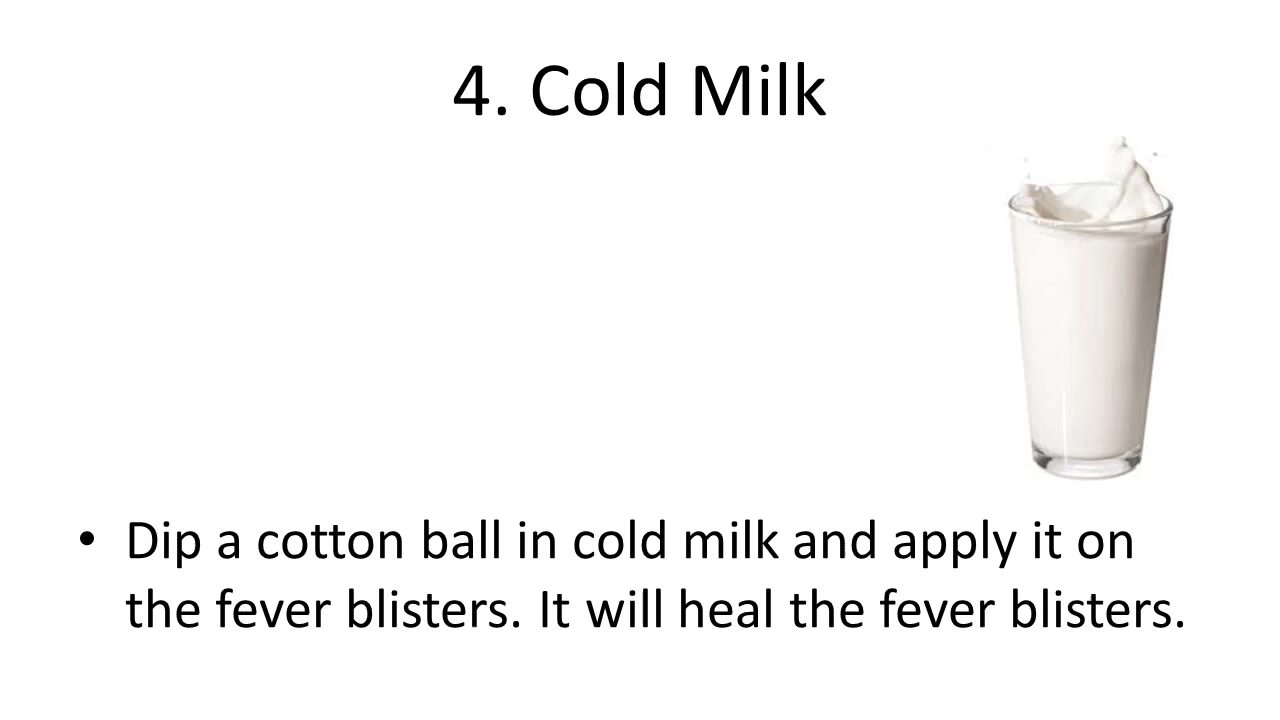 4. Cold Milk
• Dip a cotton ball in cold milk and apply it on
the fever blisters. It will heal the fever blisters.